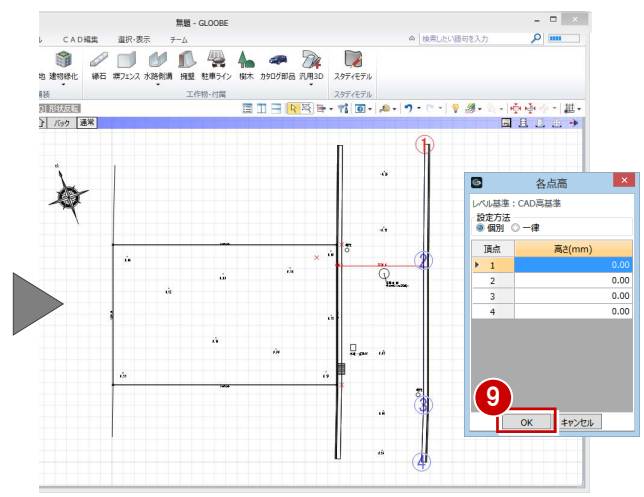 無題 - GLOOBE
CAD編集 選択・表示 チーム
検索したい語句を入力
地 建物緑化 縁石 塀フェンス 水路側溝 擁壁 駐車ライン 樹木 カタログ部品 汎用3D スタディモデル
工作物・付属 スタディモデル
形状反転
バック 通常
1
2
3
4
各点高
レベル基準：CAD高基準
設定方法
個別 一律
頂点 高さ(mm)
1 0.00
2 0.00
3 0.00
4 0.00
9
OK キャンセル